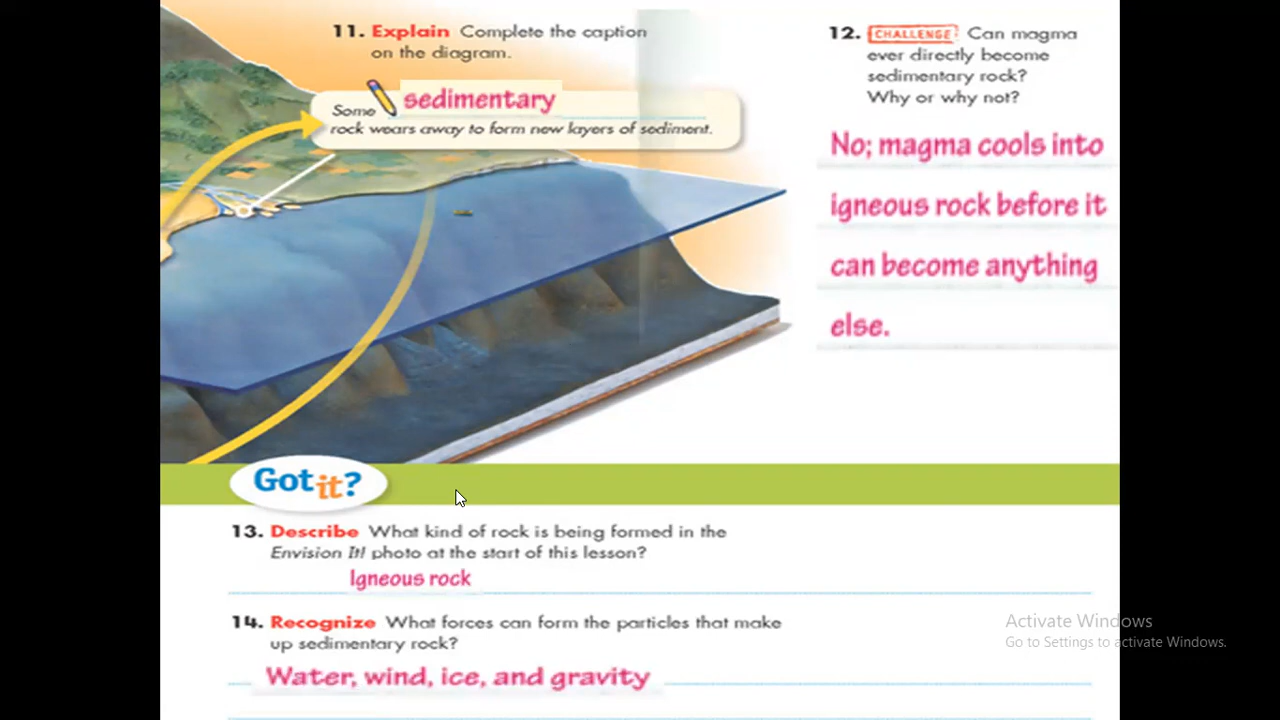 11. Explain Complete the caption
on the diagram.
Some sedimentary
rock wears away to form new layers of sediment.
12. CHALLENGE Can magma
ever directly become
sedimentary rock?
Why or why not?
No; magma cools into
igneous rock before it
can become anything
else.
Got it?
13. Describe What kind of rock is being formed in the
Envision It! photo at the start of this lesson?
Igneous rock
14. Recognize What forces can form the particles that make
up sedimentary rock?
Water, wind, ice, and gravity
Activate Windows
Go to Settings to activate Windows.